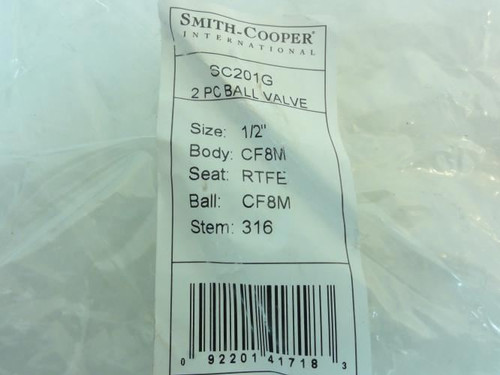 SMITH-COOPER®
INTERNATIONAL
SC201G
2 PC BALL VALVE
Size: 1/2"
Body: CF8M
Seat: RTFE
Ball: CF8M
Stem: 316
0 92201 41718 3